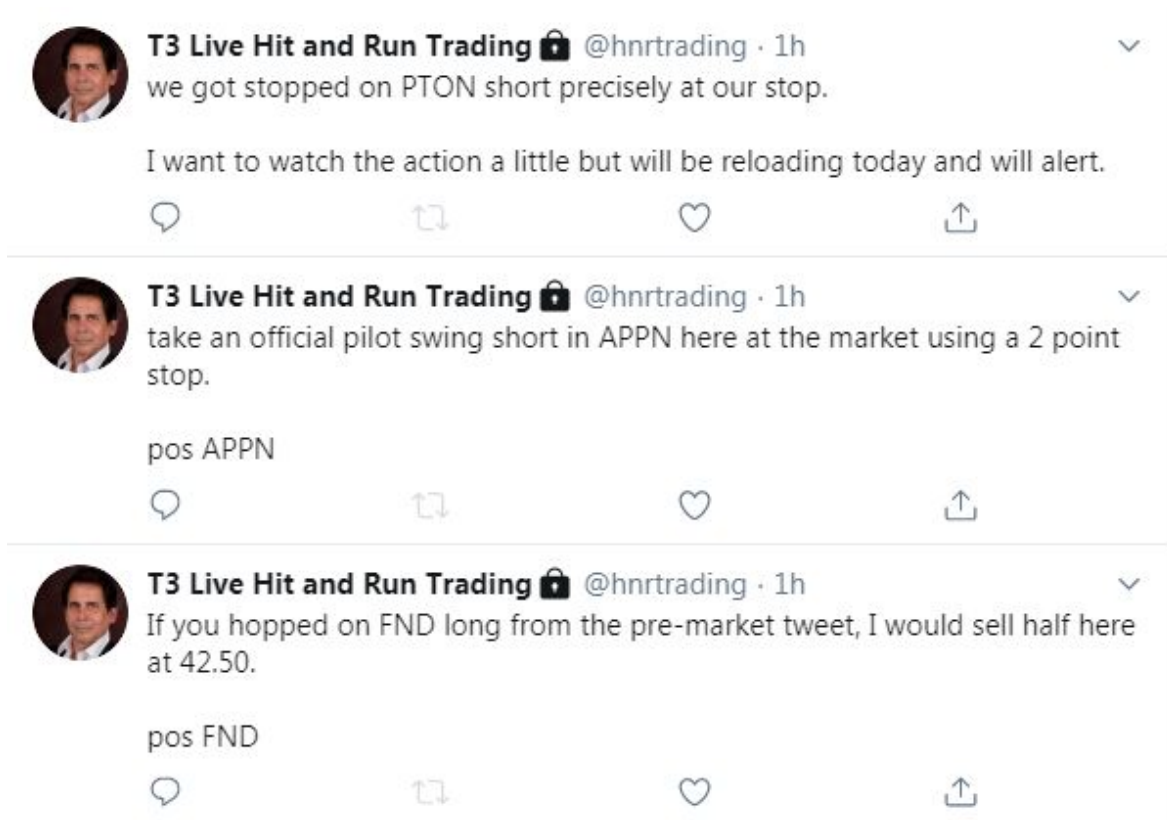 T3 Live Hit and Run Trading @hnrtrading · 1h
we got stopped on PTON short precisely at our stop.
I want to watch the action a little but will be reloading today and will alert.
T3 Live Hit and Run Trading @hnrtrading · 1h
take an official pilot swing short in APPN here at the market using a 2 point
stop.
pos APPN
T3 Live Hit and Run Trading @hnrtrading · 1h
If you hopped on FND long from the pre-market tweet, I would sell half here
at 42.50.
pos FND